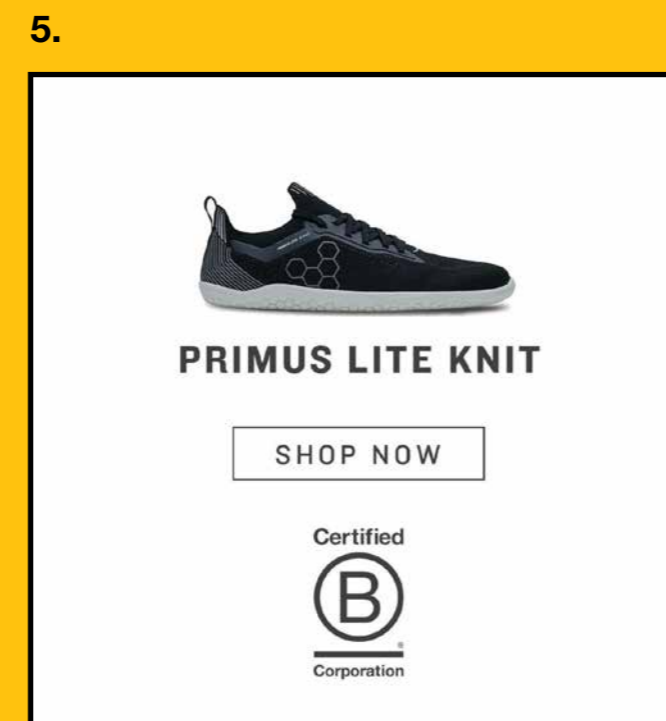 5.
PRIMUS LITE KNIT
SHOP NOW
Certified
B
®
Corporation